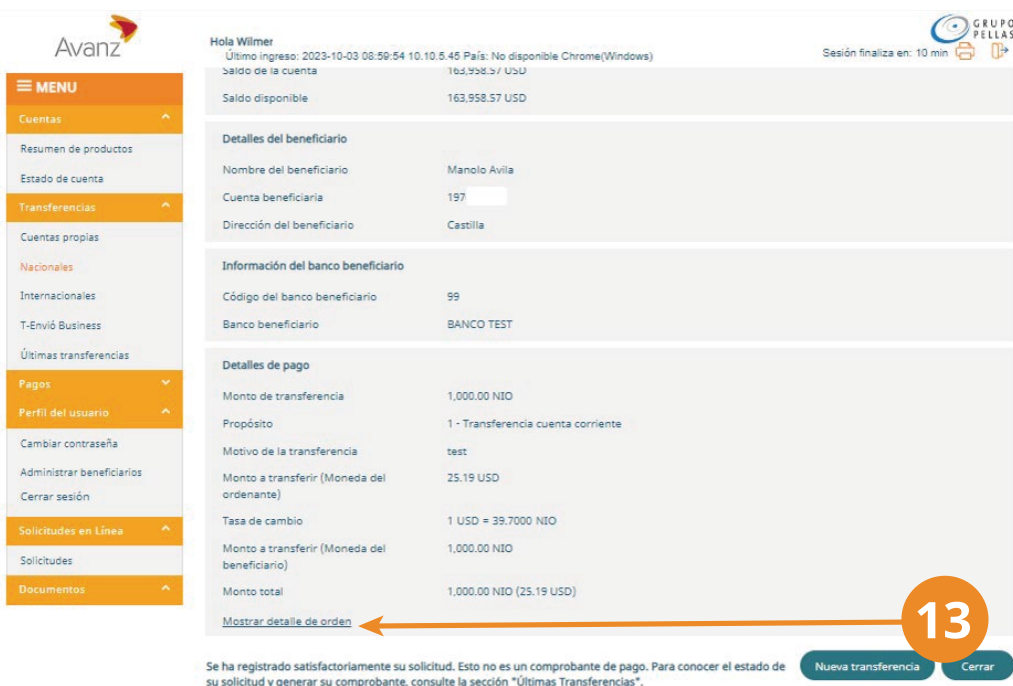 Avanz
GRUPO
PELLAS
Hola Wilmer
Último ingreso: 2023-10-03 08:59:54 10.10.5.45 País: No disponible Chrome(Windows)
Sesión finaliza en: 10 min
MENU
Cuentas
Resumen de productos
Estado de cuenta
Transferencias
Cuentas propias
Nacionales
Internacionales
T-Envió Business
Últimas transferencias
Pagos
Perfil del usuario
Cambiar contraseña
Administrar beneficiarios
Cerrar sesión
Solicitudes en Línea
Solicitudes
Documentos
Saldo de la cuenta 163,958.57 USD
Saldo disponible 163,958.57 USD
Detalles del beneficiario
Nombre del beneficiario Manolo Avila
Cuenta beneficiaria 197
Dirección del beneficiario Castilla
Información del banco beneficiario
Código del banco beneficiario 99
Banco beneficiario BANCO TEST
Detalles de pago
Monto de transferencia 1,000.00 NIO
Propósito 1 - Transferencia cuenta corriente
Motivo de la transferencia test
Monto a transferir (Moneda del 25.19 USD
ordenante)
Tasa de cambio 1 USD = 39.7000 NIO
Monto a transferir (Moneda del 1,000.00 NIO
beneficiario)
Monto total 1,000.00 NIO (25.19 USD)
Mostrar detalle de orden
13
Se ha registrado satisfactoriamente su solicitud. Esto no es un comprobante de pago. Para conocer el estado de
su solicitud y generar su comprobante, consulte la sección "Últimas Transferencias".
Nueva transferencia
Cerrar